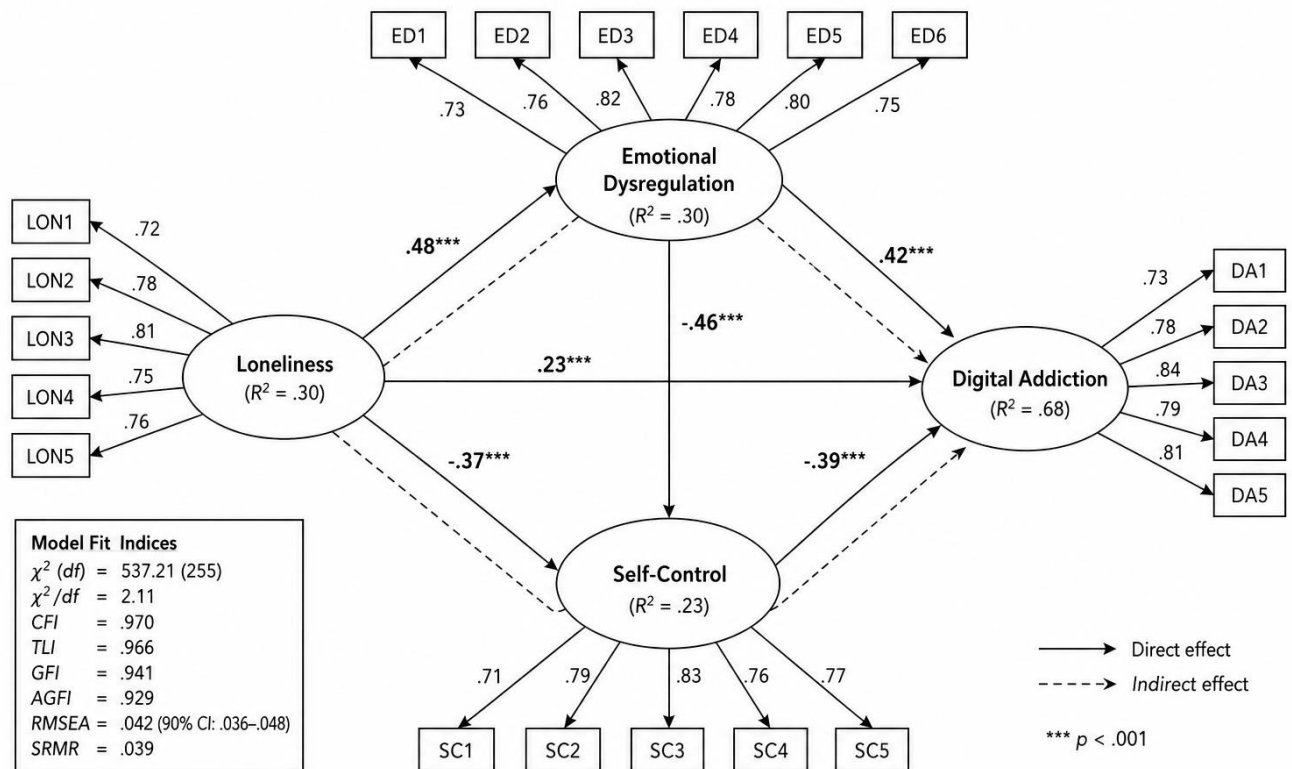 ED1 ED2 ED3 ED4 ED5 ED6
.73 .76 .82 .78 .80 .75
Emotional
Dysregulation
(R² = .30)
LON1
LON2
LON3
LON4
LON5
.72
.78
.81
.75
.76
Loneliness
(R² = .30)
.48***
.42***
-.46***
.23***
-.37***
-.39***
Digital Addiction
(R² = .68)
.73
.78
.84
.79
.81
DA1
DA2
DA3
DA4
DA5
Self-Control
(R² = .23)
.71 .79 .83 .76 .77
SC1 SC2 SC3 SC4 SC5
Model Fit Indices
χ² (df) = 537.21 (255)
χ²/df = 2.11
CFI = .970
TLI = .966
GFI = .941
AGFI = .929
RMSEA = .042 (90% CI: .036–.048)
SRMR = .039
Direct effect
Indirect effect
*** p < .001